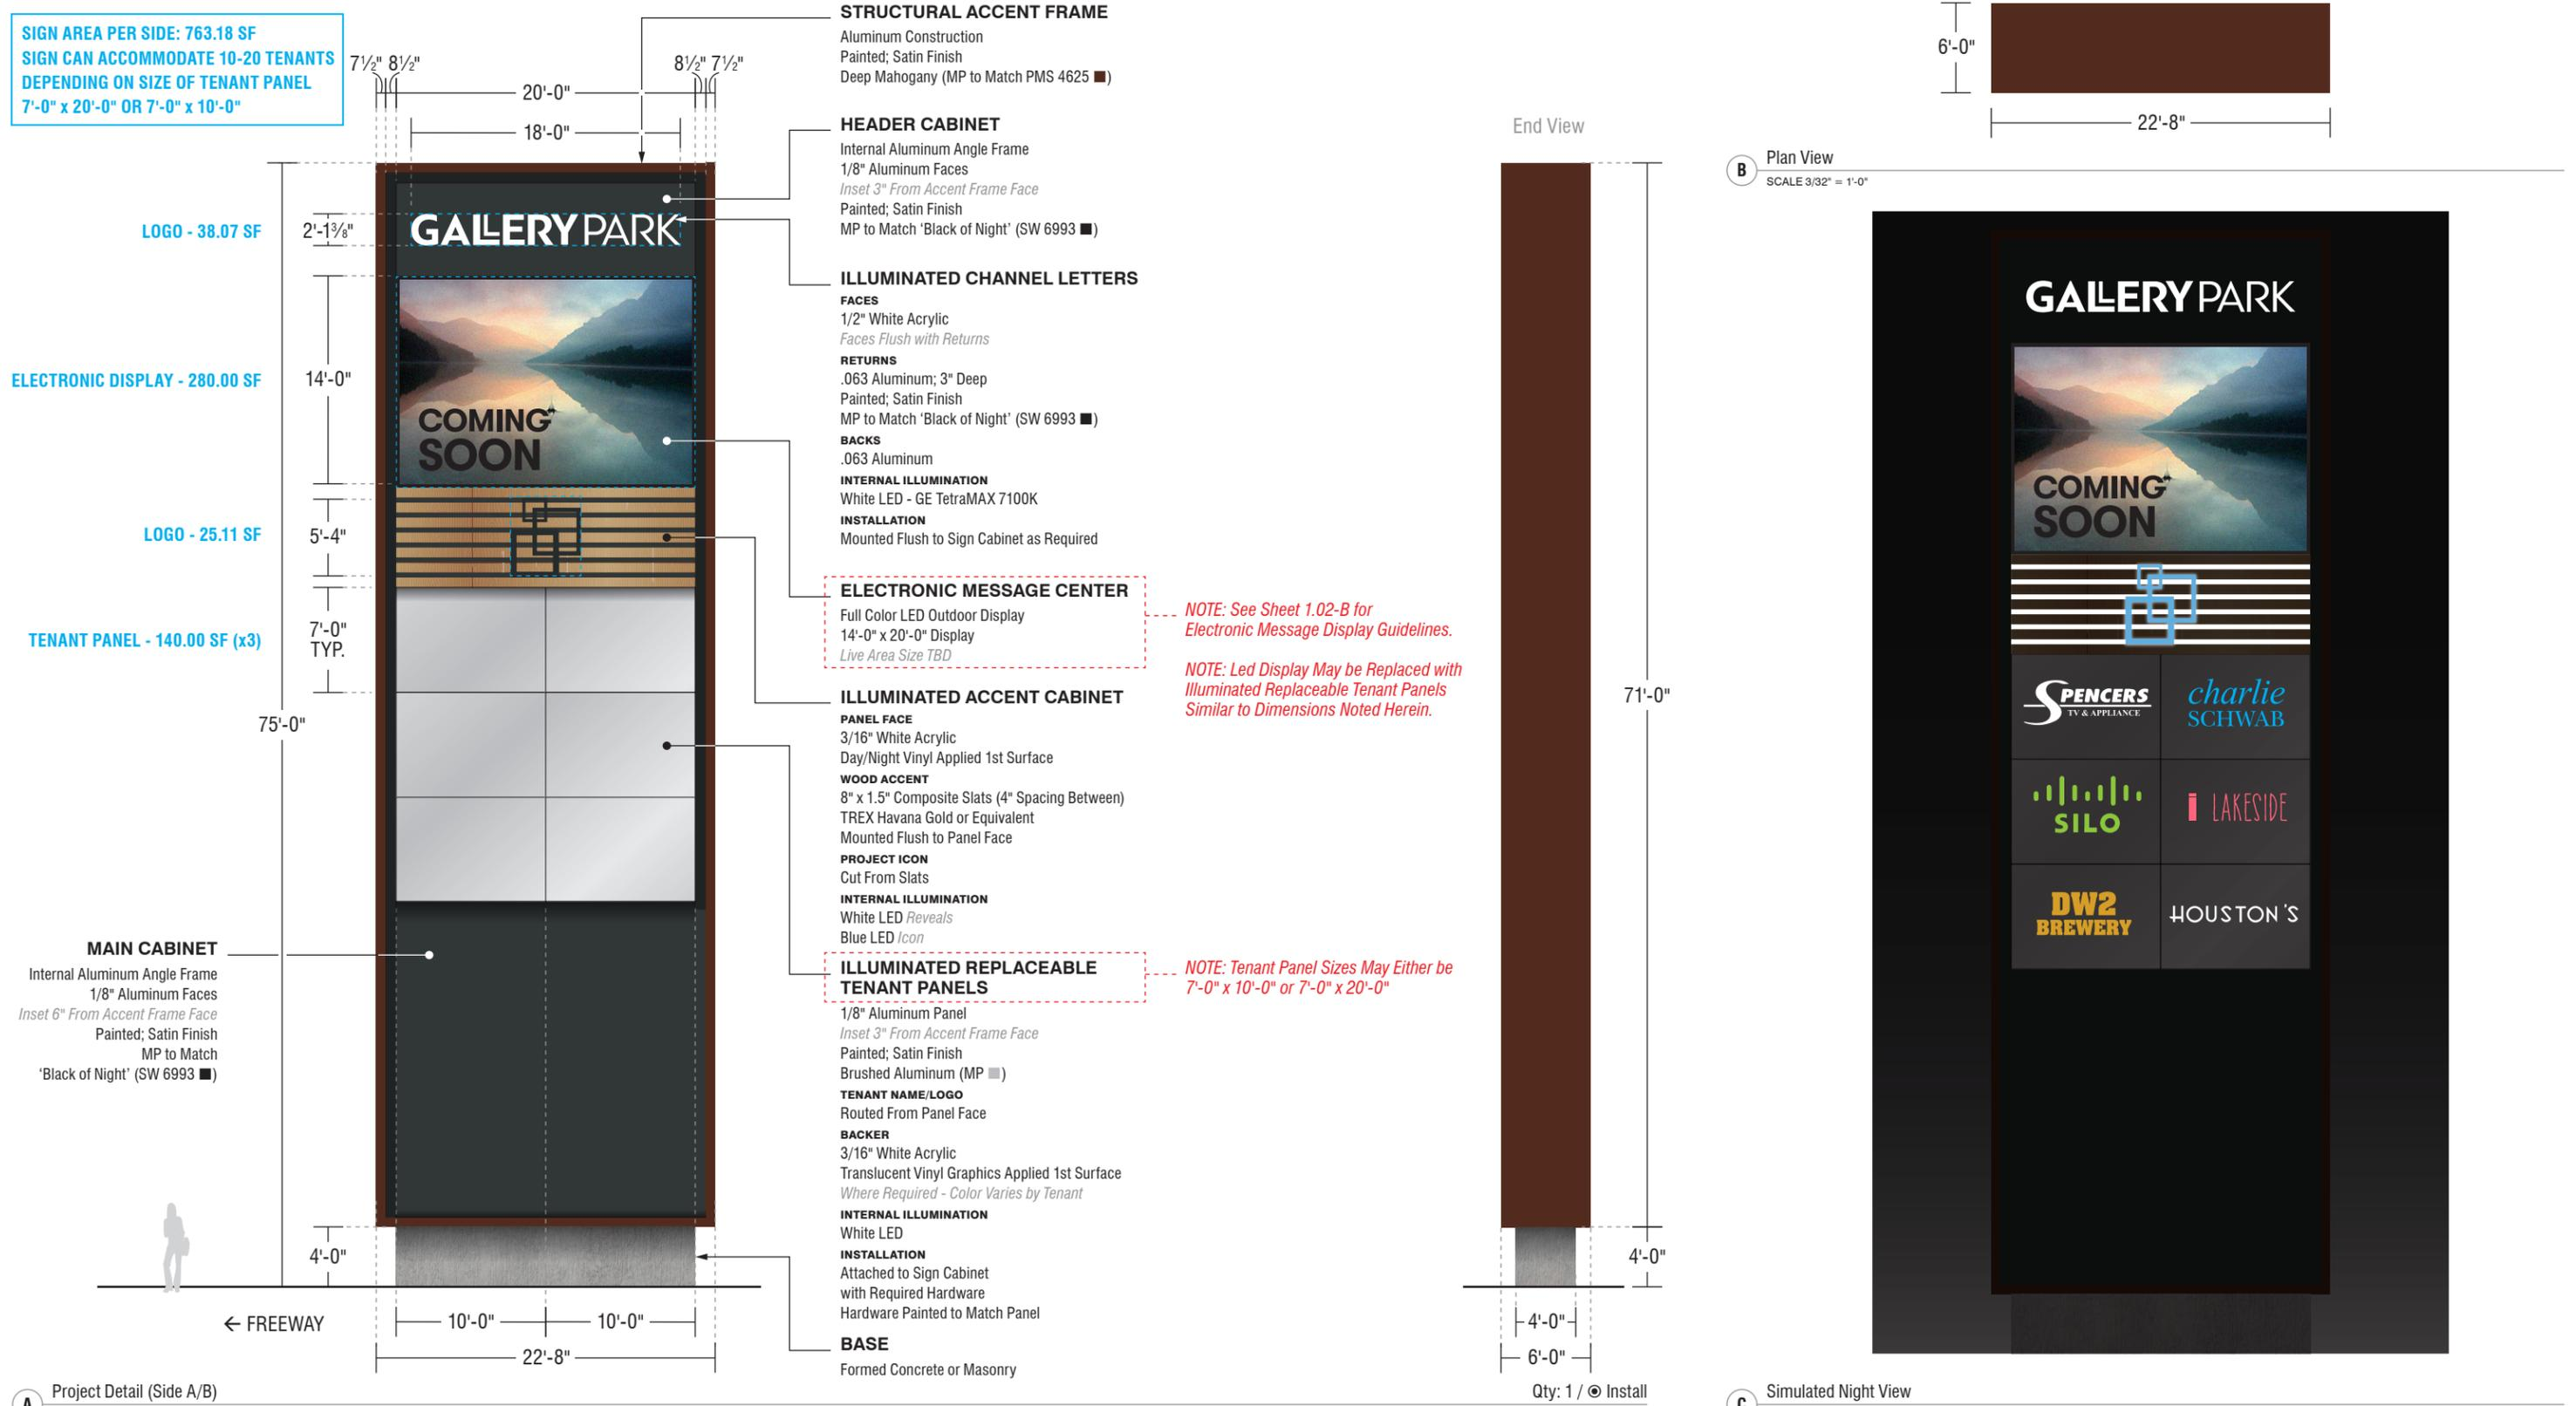 SIGN AREA PER SIDE: 763.18 SF
SIGN CAN ACCOMMODATE 10-20 TENANTS
DEPENDING ON SIZE OF TENANT PANEL
7'-0" x 20'-0" OR 7'-0" x 10'-0"
7½" 8½"
8½" 7½"
20'-0"
18'-0"
LOGO - 38.07 SF
2'-1⅜"
GALLERYPARK
ELECTRONIC DISPLAY - 280.00 SF
14'-0"
COMING
SOON
LOGO - 25.11 SF
5'-4"
TENANT PANEL - 140.00 SF (x3)
7'-0"
TYP.
75'-0"
MAIN CABINET
Internal Aluminum Angle Frame
1/8" Aluminum Faces
Inset 6" From Accent Frame Face
Painted; Satin Finish
MP to Match
‘Black of Night’ (SW 6993 ■)
4'-0"
← FREEWAY
10'-0"
10'-0"
22'-8"
A
Project Detail (Side A/B)
STRUCTURAL ACCENT FRAME
Aluminum Construction
Painted; Satin Finish
Deep Mahogany (MP to Match PMS 4625 ■)
HEADER CABINET
Internal Aluminum Angle Frame
1/8" Aluminum Faces
Inset 3" From Accent Frame Face
Painted; Satin Finish
MP to Match ‘Black of Night’ (SW 6993 ■)
ILLUMINATED CHANNEL LETTERS
FACES
1/2" White Acrylic
Faces Flush with Returns
RETURNS
.063 Aluminum; 3" Deep
Painted; Satin Finish
MP to Match ‘Black of Night’ (SW 6993 ■)
BACKS
.063 Aluminum
INTERNAL ILLUMINATION
White LED - GE TetraMAX 7100K
INSTALLATION
Mounted Flush to Sign Cabinet as Required
ELECTRONIC MESSAGE CENTER
Full Color LED Outdoor Display
14'-0" x 20'-0" Display
Live Area Size TBD
NOTE: See Sheet 1.02-B for
Electronic Message Display Guidelines.
NOTE: Led Display May be Replaced with
Illuminated Replaceable Tenant Panels
Similar to Dimensions Noted Herein.
ILLUMINATED ACCENT CABINET
PANEL FACE
3/16" White Acrylic
Day/Night Vinyl Applied 1st Surface
WOOD ACCENT
8" x 1.5" Composite Slats (4" Spacing Between)
TREX Havana Gold or Equivalent
Mounted Flush to Panel Face
PROJECT ICON
Cut From Slats
INTERNAL ILLUMINATION
White LED Reveals
Blue LED Icon
ILLUMINATED REPLACEABLE
TENANT PANELS
NOTE: Tenant Panel Sizes May Either be
7'-0" x 10'-0" or 7'-0" x 20'-0"
1/8" Aluminum Panel
Inset 3" From Accent Frame Face
Painted; Satin Finish
Brushed Aluminum (MP ■)
TENANT NAME/LOGO
Routed From Panel Face
BACKER
3/16" White Acrylic
Translucent Vinyl Graphics Applied 1st Surface
Where Required - Color Varies by Tenant
INTERNAL ILLUMINATION
White LED
INSTALLATION
Attached to Sign Cabinet
with Required Hardware
Hardware Painted to Match Panel
BASE
Formed Concrete or Masonry
End View
71'-0"
4'-0"
4'-0"
6'-0"
Qty: 1 / ⦿ Install
6'-0"
22'-8"
B
Plan View
SCALE 3/32" = 1'-0"
GALLERYPARK
COMING
SOON
SPENCERS
TV & APPLIANCE
charlie
SCHWAB
SILO
LAKESIDE
DW2
BREWERY
HOUSTON'S
C
Simulated Night View